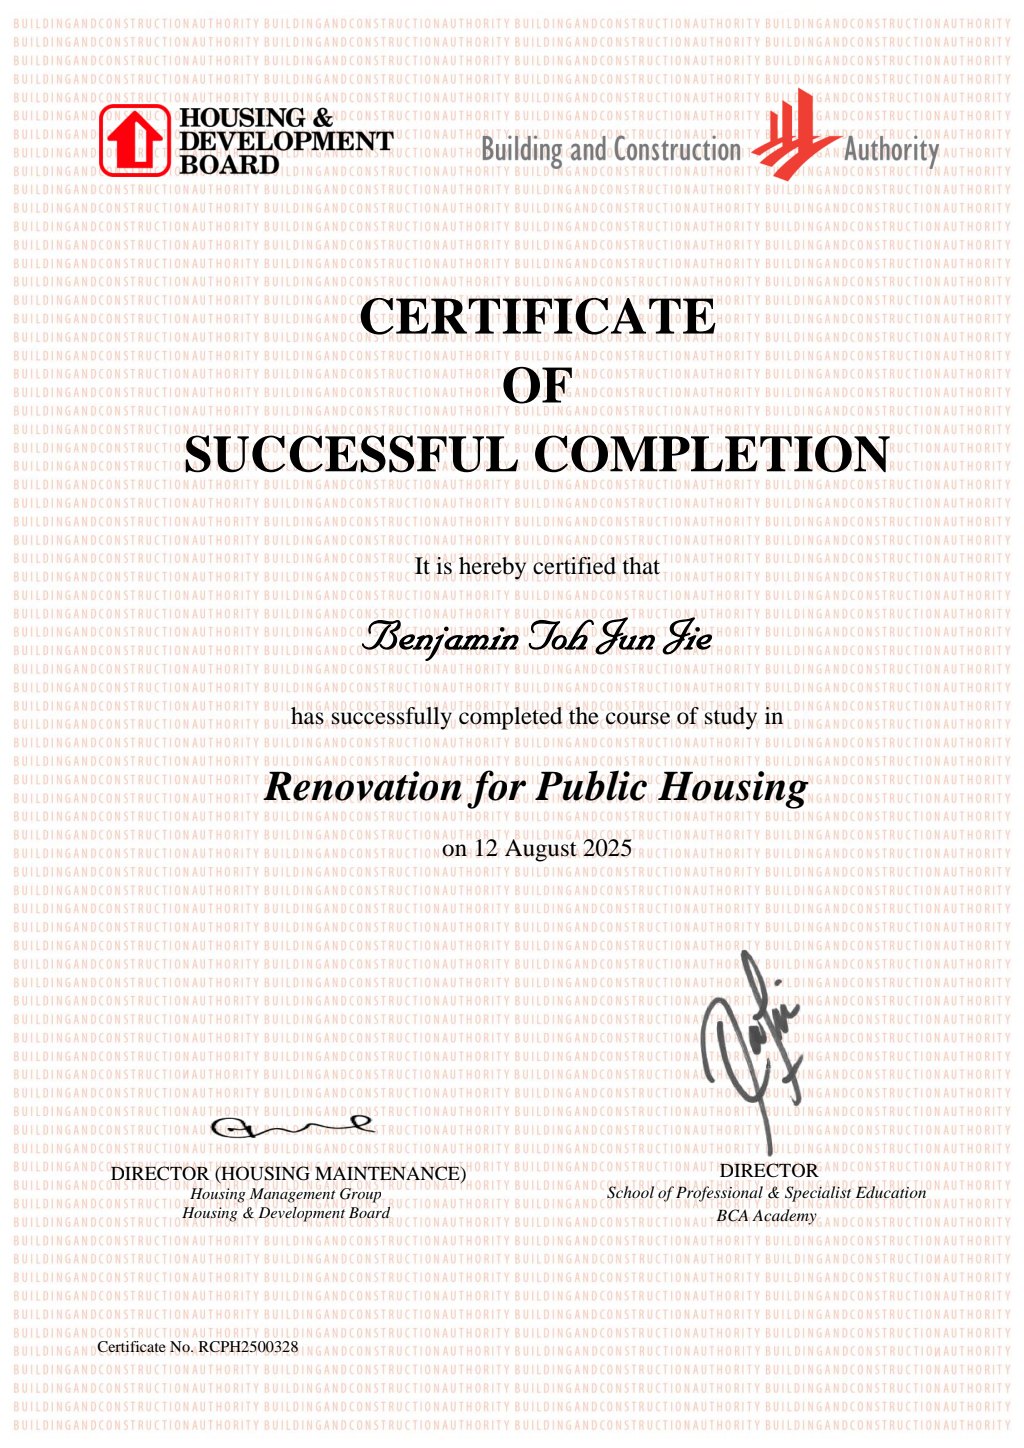 HOUSING &
DEVELOPMENT
BOARD
Building and Construction Authority
CERTIFICATE
OF
SUCCESSFUL COMPLETION
It is hereby certified that
Benjamin Toh Jun Jie
has successfully completed the course of study in
Renovation for Public Housing
on 12 August 2025
DIRECTOR (HOUSING MAINTENANCE)
Housing Management Group
Housing & Development Board
DIRECTOR
School of Professional & Specialist Education
BCA Academy
Certificate No. RCPH2500328